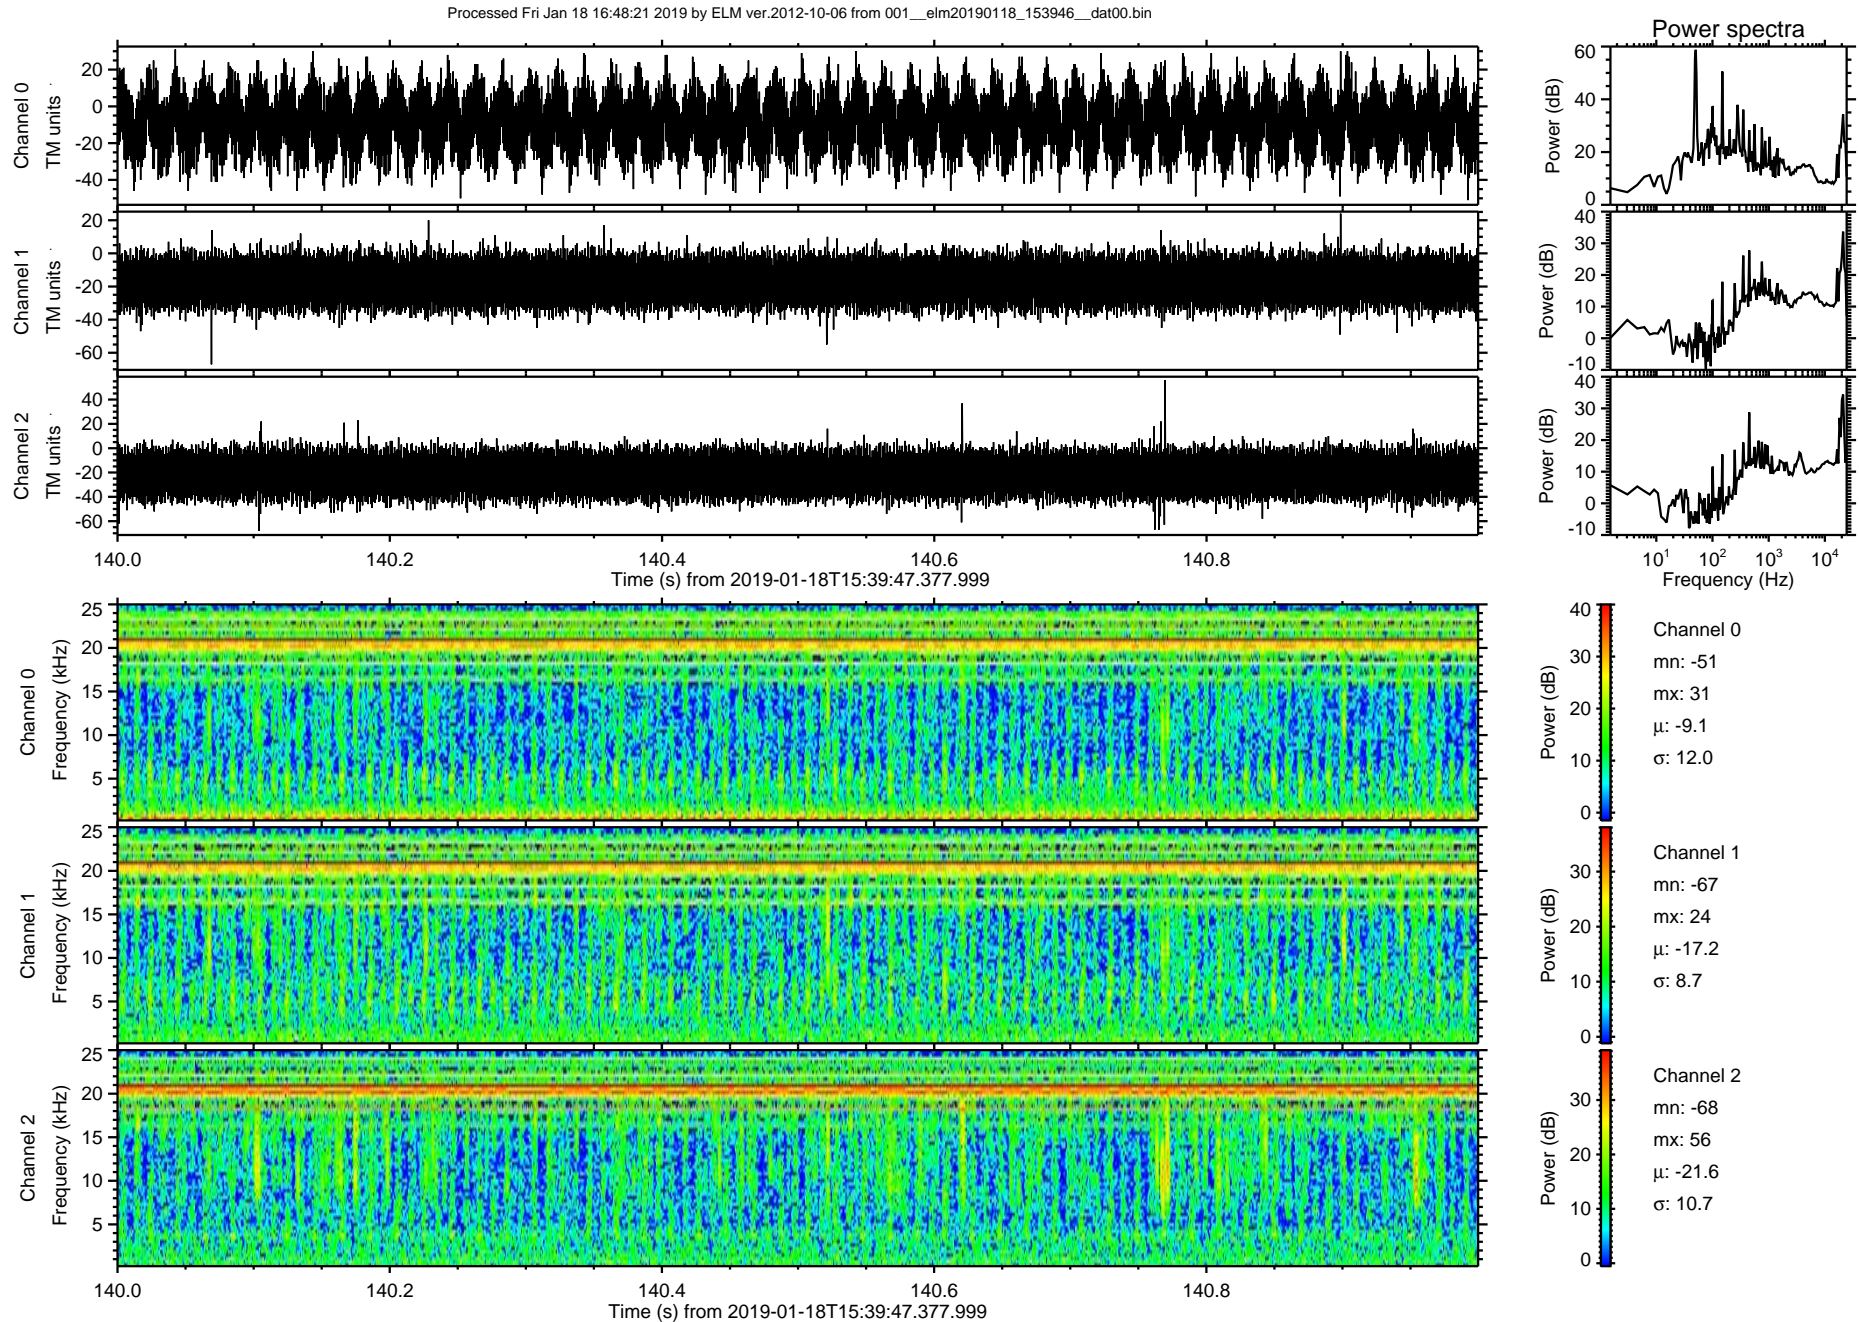 Processed Fri Jan 18 16:48:21 2019 by ELM ver.2012-10-06 from 001__elm20190118_153946__dat00.bin
Power spectra
Channel 0
TM units
20
0
-20
-40
Power (dB)
60
40
20
0
Channel 1
TM units
20
0
-20
-40
-60
Power (dB)
40
30
20
10
0
-10
Channel 2
TM units
40
20
0
-20
-40
-60
Power (dB)
40
30
20
10
0
-10
140.0 140.2 140.4 140.6 140.8
Time (s) from 2019-01-18T15:39:47.377.999
10¹ 10² 10³ 10⁴
Frequency (Hz)
Channel 0
Frequency (kHz)
25
20
15
10
5
Power (dB)
40
30
20
10
0
Channel 0
mn: -51
mx: 31
μ: -9.1
σ: 12.0
Channel 1
Frequency (kHz)
25
20
15
10
5
Power (dB)
30
20
10
0
Channel 1
mn: -67
mx: 24
μ: -17.2
σ: 8.7
Channel 2
Frequency (kHz)
25
20
15
10
5
Power (dB)
30
20
10
0
Channel 2
mn: -68
mx: 56
μ: -21.6
σ: 10.7
140.0 140.2 140.4 140.6 140.8
Time (s) from 2019-01-18T15:39:47.377.999